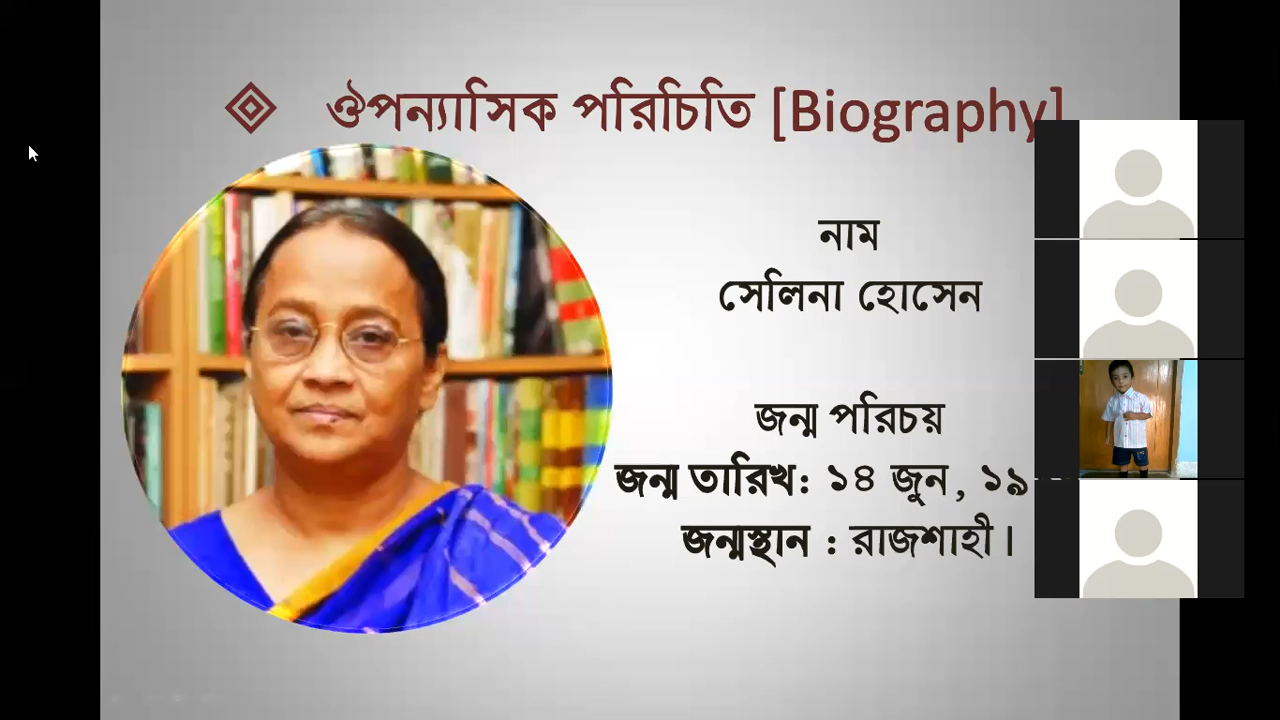 ঔপন্যাসিক পরিচিতি [Biography]
নাম
সেলিনা হোসেন
জন্ম পরিচয়
জন্ম তারিখ: ১৪ জুন, ১৯
জন্মস্থান : রাজশাহী।